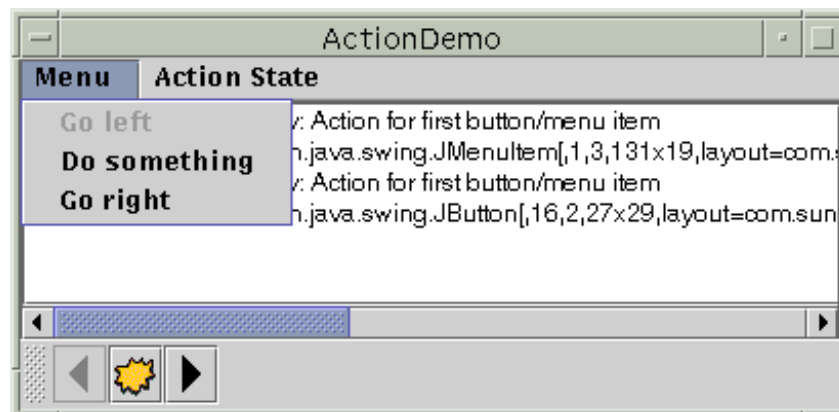 ActionDemo
Menu Action State
Go left
Do something
Go right
: Action for first button/menu item
n.java.swing.JMenuItem[,1,3,131x19,layout=com.s
: Action for first button/menu item
n.java.swing.JButton[,16,2,27x29,layout=com.sun